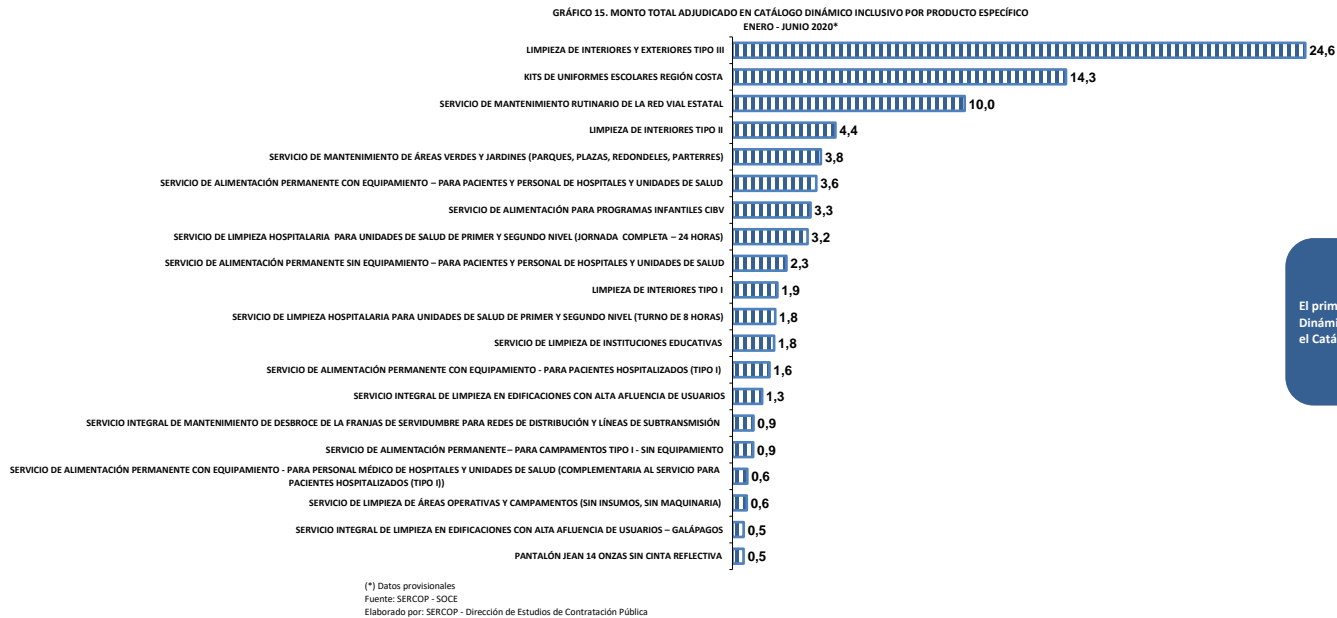 GRÁFICO 15. MONTO TOTAL ADJUDICADO EN CATÁLOGO DINÁMICO INCLUSIVO POR PRODUCTO ESPECÍFICO
ENERO - JUNIO 2020*
LIMPIEZA DE INTERIORES Y EXTERIORES TIPO III 24,6
KITS DE UNIFORMES ESCOLARES REGIÓN COSTA 14,3
SERVICIO DE MANTENIMIENTO RUTINARIO DE LA RED VIAL ESTATAL 10,0
LIMPIEZA DE INTERIORES TIPO II 4,4
SERVICIO DE MANTENIMIENTO DE ÁREAS VERDES Y JARDINES (PARQUES, PLAZAS, REDONDELES, PARTERRES) 3,8
SERVICIO DE ALIMENTACIÓN PERMANENTE CON EQUIPAMIENTO – PARA PACIENTES Y PERSONAL DE HOSPITALES Y UNIDADES DE SALUD 3,6
SERVICIO DE ALIMENTACIÓN PARA PROGRAMAS INFANTILES CIBV 3,3
SERVICIO DE LIMPIEZA HOSPITALARIA PARA UNIDADES DE SALUD DE PRIMER Y SEGUNDO NIVEL (JORNADA COMPLETA – 24 HORAS) 3,2
SERVICIO DE ALIMENTACIÓN PERMANENTE SIN EQUIPAMIENTO – PARA PACIENTES Y PERSONAL DE HOSPITALES Y UNIDADES DE SALUD 2,3
LIMPIEZA DE INTERIORES TIPO I 1,9
SERVICIO DE LIMPIEZA HOSPITALARIA PARA UNIDADES DE SALUD DE PRIMER Y SEGUNDO NIVEL (TURNO DE 8 HORAS) 1,8
SERVICIO DE LIMPIEZA DE INSTITUCIONES EDUCATIVAS 1,8
SERVICIO DE ALIMENTACIÓN PERMANENTE CON EQUIPAMIENTO - PARA PACIENTES HOSPITALIZADOS (TIPO I) 1,6
SERVICIO INTEGRAL DE LIMPIEZA EN EDIFICACIONES CON ALTA AFLUENCIA DE USUARIOS 1,3
SERVICIO INTEGRAL DE MANTENIMIENTO DE DESBROCE DE LA FRANJAS DE SERVIDUMBRE PARA REDES DE DISTRIBUCIÓN Y LÍNEAS DE SUBTRANSMISIÓN 0,9
SERVICIO DE ALIMENTACIÓN PERMANENTE – PARA CAMPAMENTOS TIPO I - SIN EQUIPAMIENTO 0,9
SERVICIO DE ALIMENTACIÓN PERMANENTE CON EQUIPAMIENTO - PARA PERSONAL MÉDICO DE HOSPITALES Y UNIDADES DE SALUD (COMPLEMENTARIA AL SERVICIO PARA
PACIENTES HOSPITALIZADOS (TIPO I)) 0,6
SERVICIO DE LIMPIEZA DE ÁREAS OPERATIVAS Y CAMPAMENTOS (SIN INSUMOS, SIN MAQUINARIA) 0,6
SERVICIO INTEGRAL DE LIMPIEZA EN EDIFICACIONES CON ALTA AFLUENCIA DE USUARIOS – GALÁPAGOS 0,5
PANTALÓN JEAN 14 ONZAS SIN CINTA REFLECTIVA 0,5
El prim
Dinámi
el Catá
(*) Datos provisionales
Fuente: SERCOP - SOCE
Elaborado por: SERCOP - Dirección de Estudios de Contratación Pública